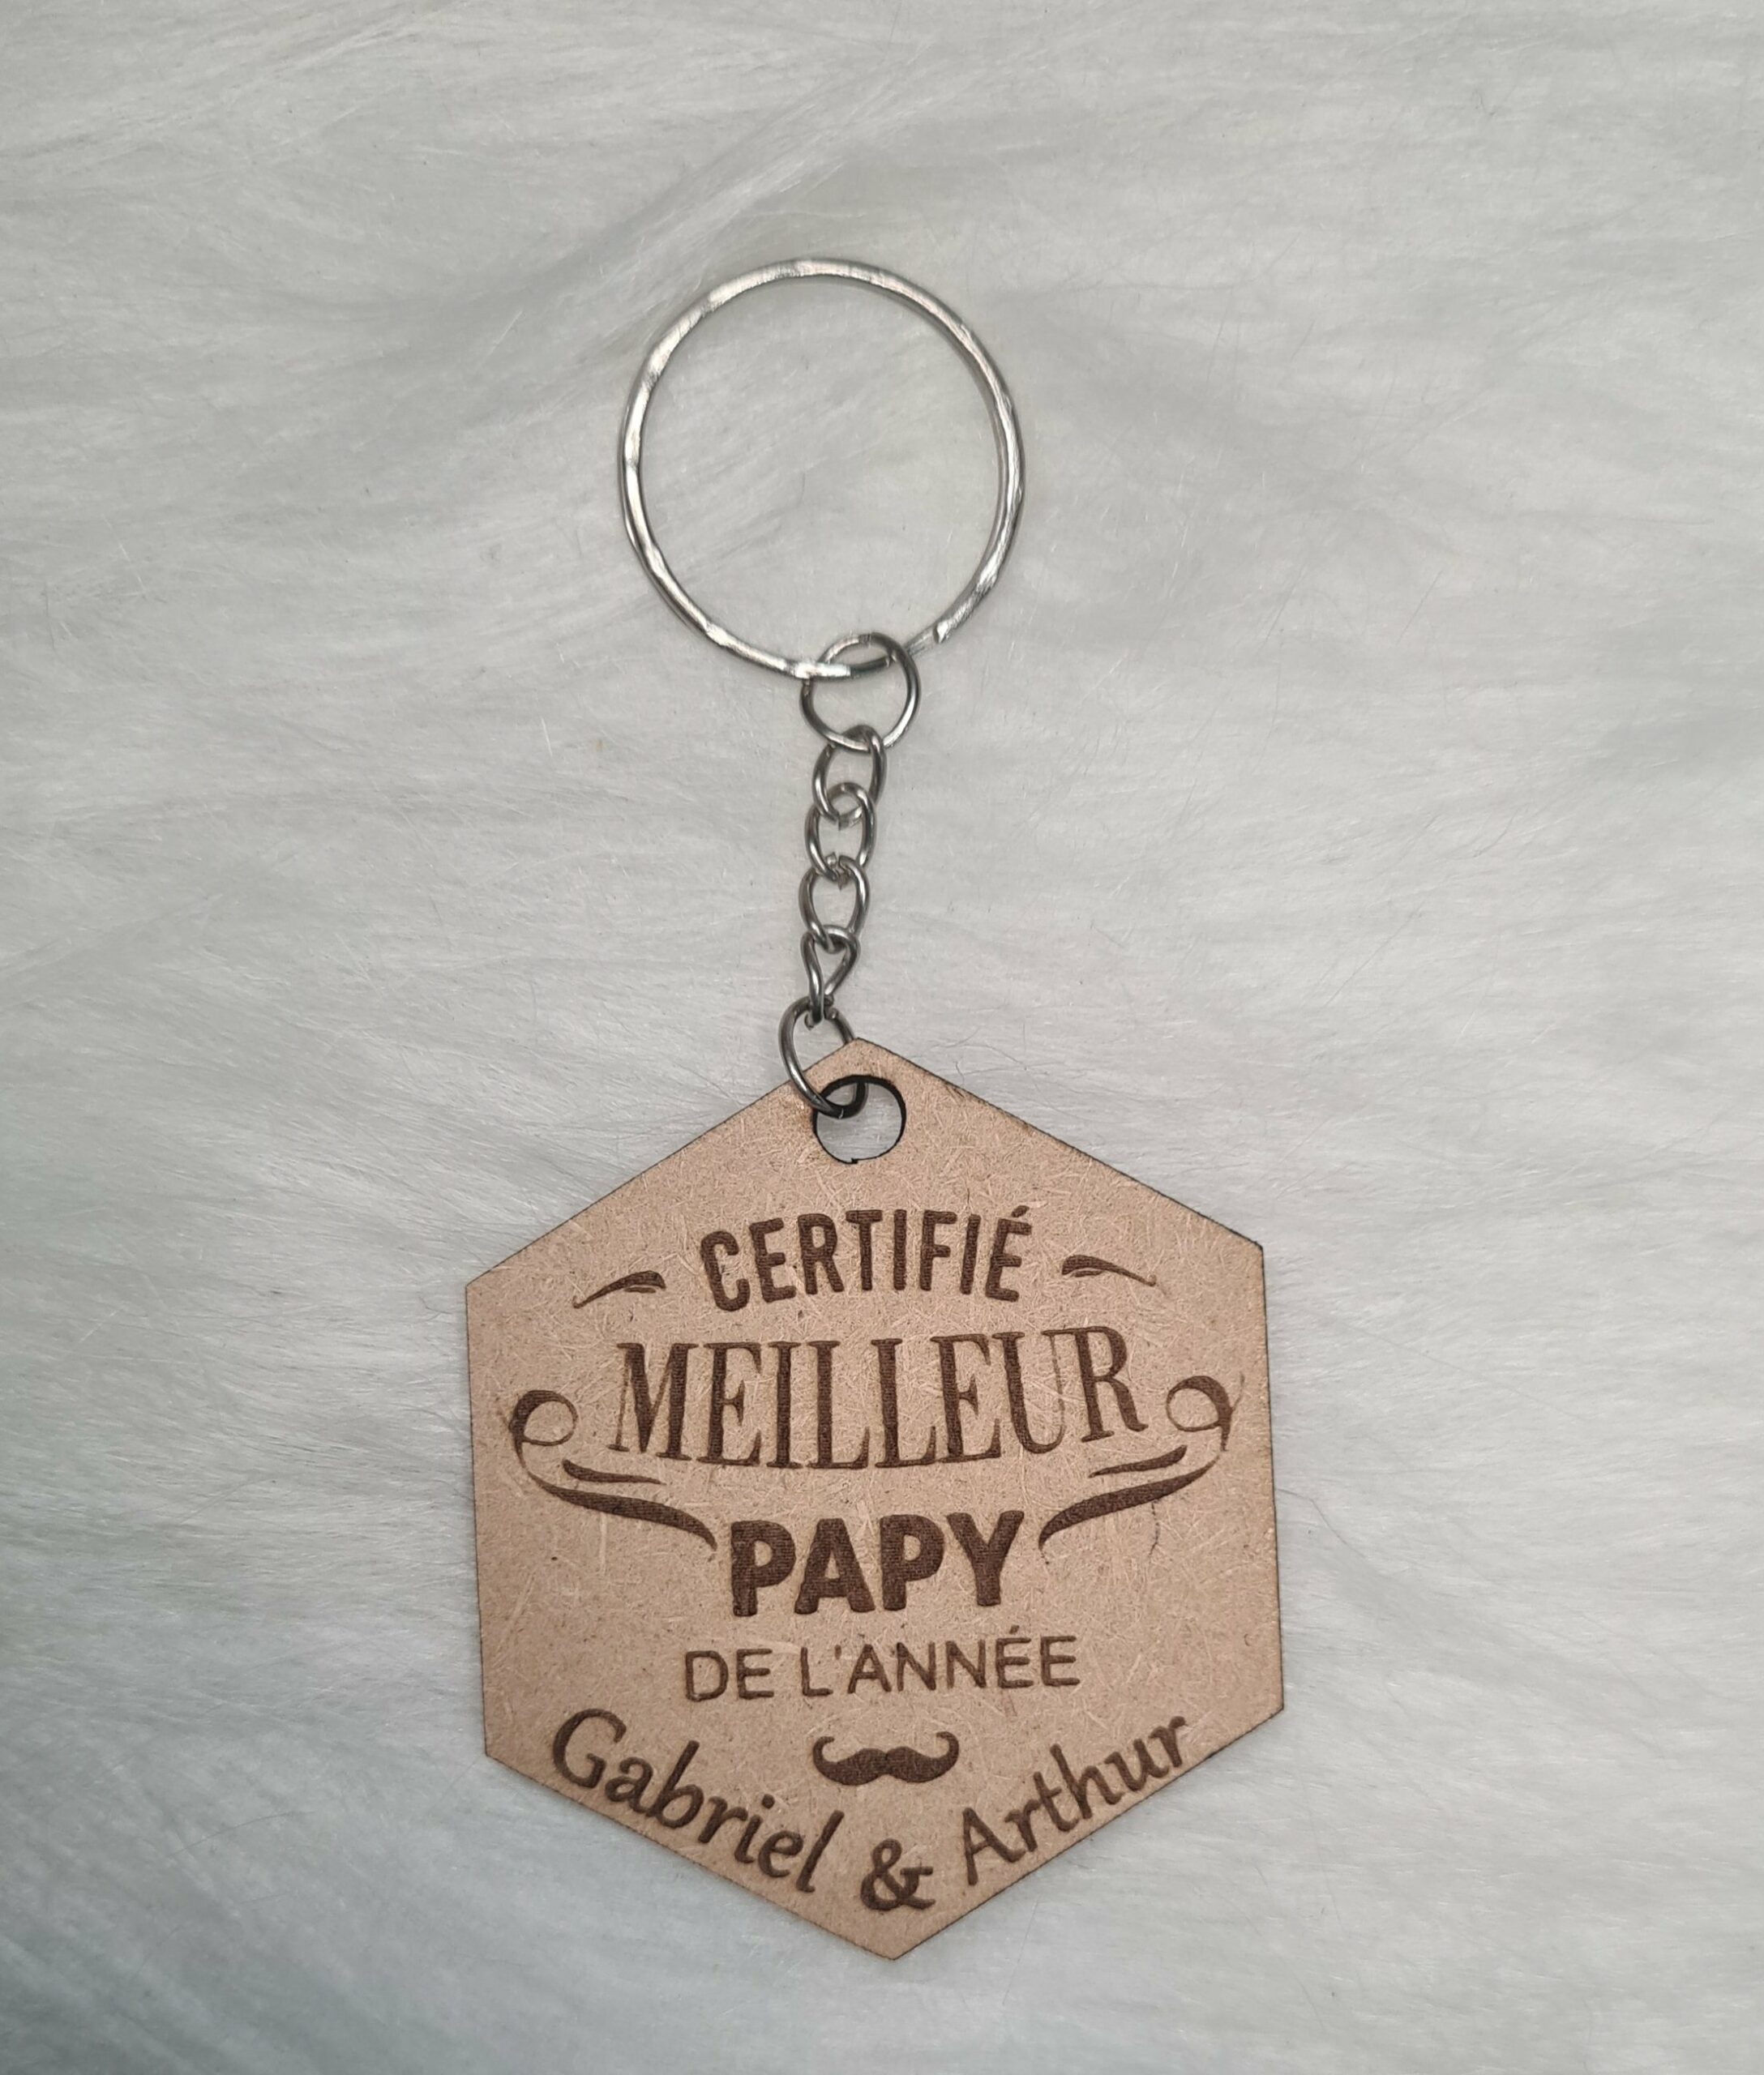 CERTIFIÉ
MEILLEUR
PAPY
DE L'ANNÉE
Gabriel & Arthur